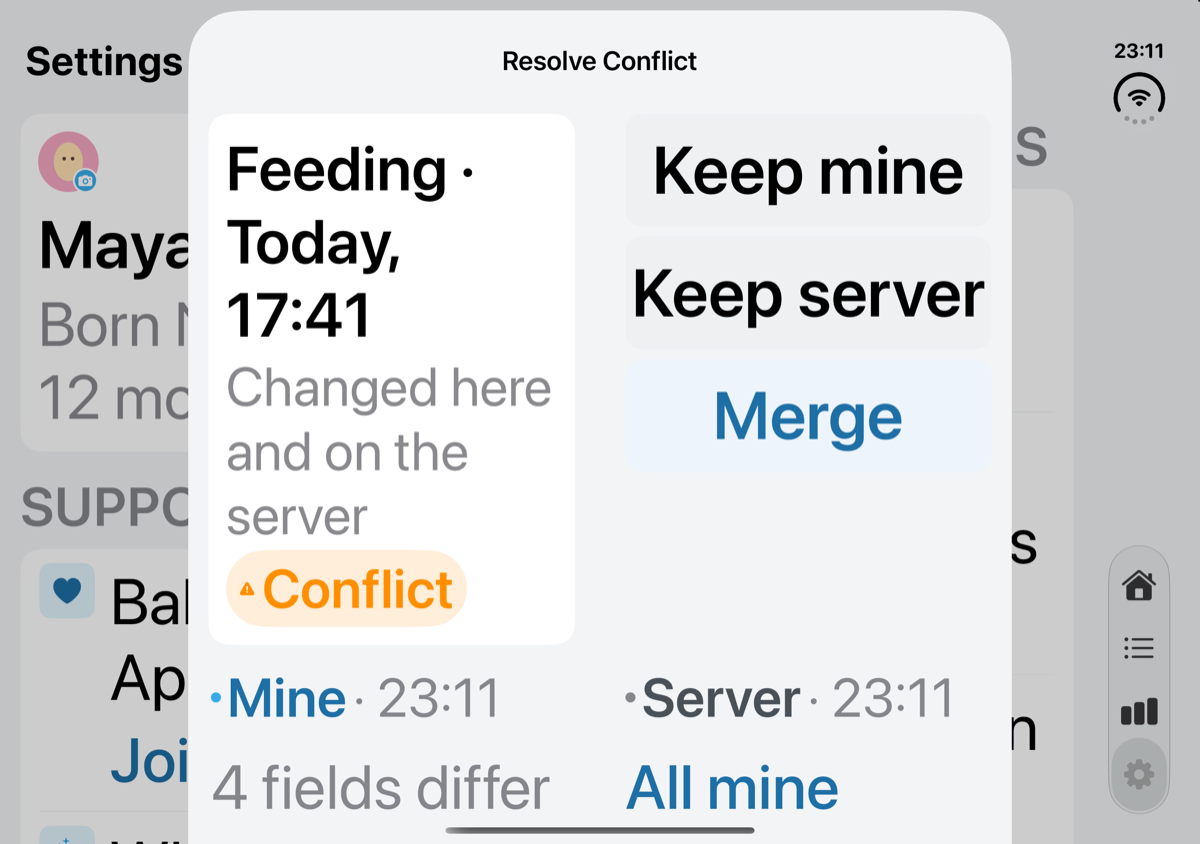 Settings
Resolve Conflict
23:11
Maya
Born
12 mo
SUPPO
Joi
Feeding ·
Today,
17:41
Changed here
and on the
server
Conflict
Keep mine
Keep server
Merge
Mine · 23:11
Server · 23:11
4 fields differ
All mine